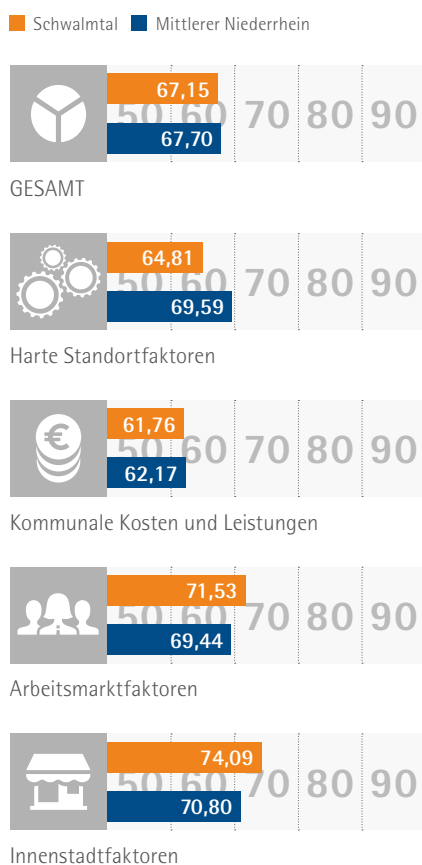 Schwalmtal Mittlerer Niederrhein
67,15
50 60 70 80 90
67,70
GESAMT
64,81
50 60 70 80 90
69,59
Harte Standortfaktoren
€
61,76
50 60 70 80 90
62,17
Kommunale Kosten und Leistungen
71,53
50 60 70 80 90
69,44
Arbeitsmarktfaktoren
74,09
50 60 70 80 90
70,80
Innenstadtfaktoren